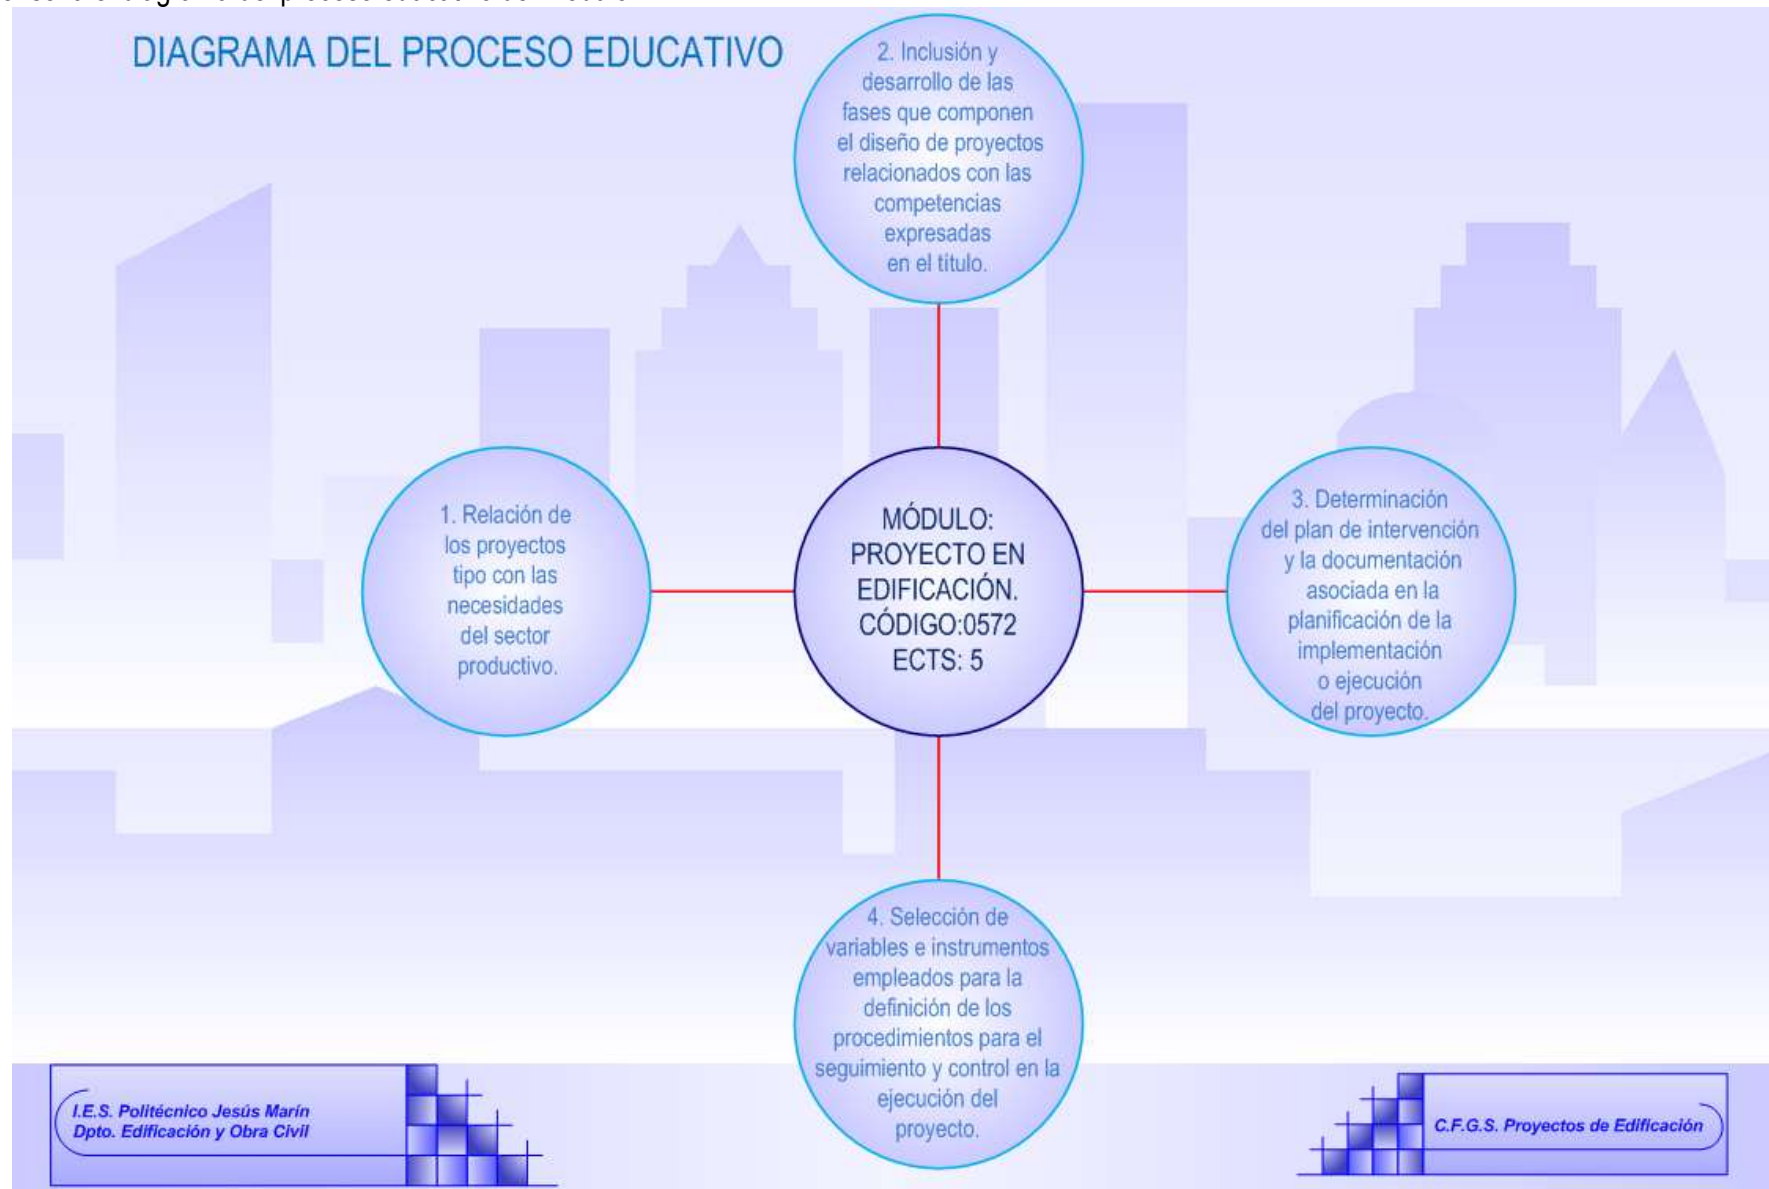 DIAGRAMA DEL PROCESO EDUCATIVO
2. Inclusión y
desarrollo de las
fases que componen
el diseño de proyectos
relacionados con las
competencias
expresadas
en el título.
1. Relación de
los proyectos
tipo con las
necesidades
del sector
productivo.
MÓDULO:
PROYECTO EN
EDIFICACIÓN.
CÓDIGO:0572
ECTS: 5
3. Determinación
del plan de intervención
y la documentación
asociada en la
planificación de la
implementación
o ejecución
del proyecto.
4. Selección de
variables e instrumentos
empleados para la
definición de los
procedimientos para el
seguimiento y control en la
ejecución del
proyecto.
I.E.S. Politécnico Jesús Marín
Dpto. Edificación y Obra Civil
C.F.G.S. Proyectos de Edificación